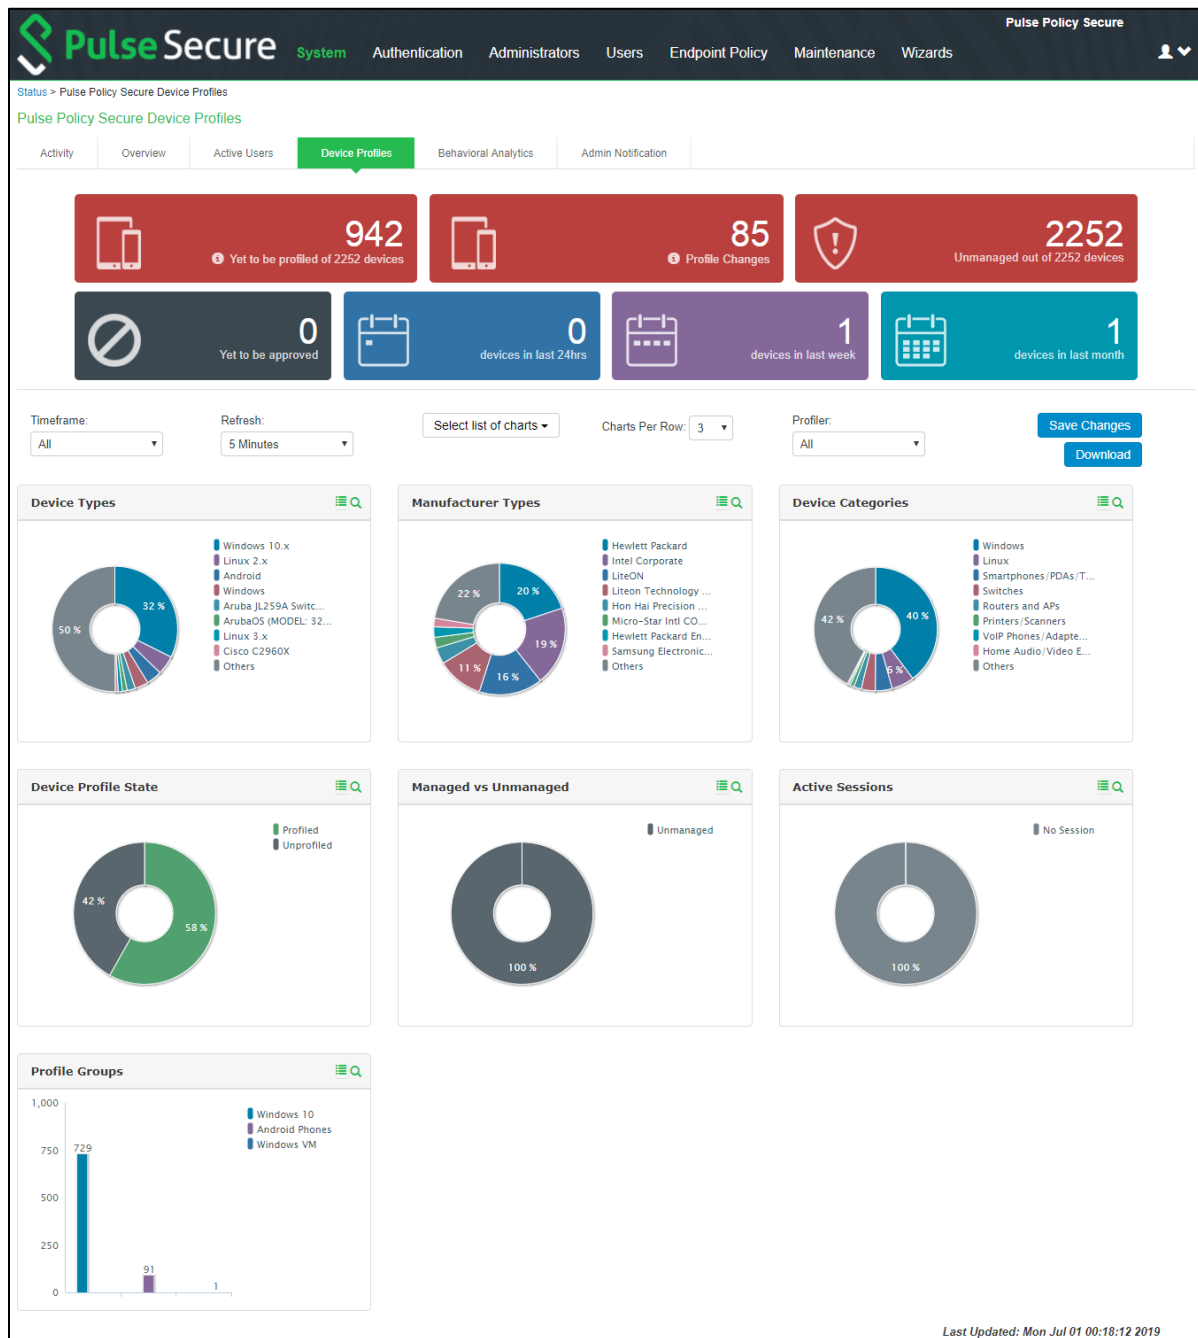 Pulse Policy Secure
Pulse Secure
System Authentication Administrators Users Endpoint Policy Maintenance Wizards
Status > Pulse Policy Secure Device Profiles
Pulse Policy Secure Device Profiles
Activity Overview Active Users Device Profiles Behavioral Analytics Admin Notification
942
Yet to be profiled of 2252 devices
85
Profile Changes
2252
Unmanaged out of 2252 devices
0
Yet to be approved
0
devices in last 24hrs
1
devices in last week
1
devices in last month
Timeframe:
All
Refresh:
5 Minutes
Select list of charts
Charts Per Row: 3
Profiler:
All
Save Changes
Download
Device Types
Windows 10.x
Linux 2.x
Android
Windows
Aruba JL259A Switc...
ArubaOS (MODEL: 32...
Linux 3.x
Cisco C2960X
Others
32 %
50 %
Manufacturer Types
Hewlett Packard
Intel Corporate
LiteON
Liteon Technology ...
Hon Hai Precision ...
Micro-Star Intl CO...
Hewlett Packard En...
Samsung Electronic...
Others
22 %
20 %
19 %
11 %
16 %
Device Categories
Windows
Linux
Smartphones/PDAs/T...
Switches
Routers and APs
Printers/Scanners
VoIP Phones/Adapte...
Home Audio/Video E...
Others
42 %
40 %
6 %
Device Profile State
Profiled
Unprofiled
42 %
58 %
Managed vs Unmanaged
Unmanaged
100 %
Active Sessions
No Session
100 %
Profile Groups
1,000
750
500
250
0
729
91
1
Windows 10
Android Phones
Windows VM
Last Updated: Mon Jul 01 00:18:12 2019